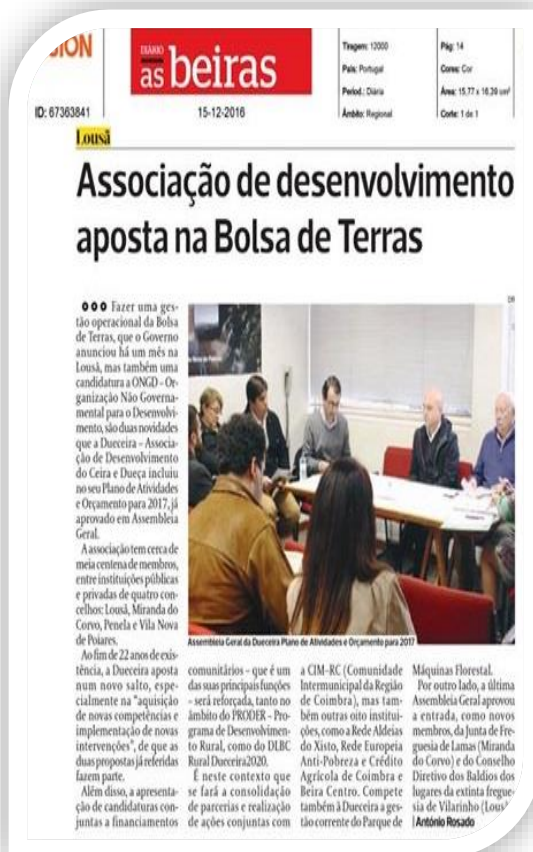 ION
ID: 67363841
DIÁRIO
as beiras
15-12-2016
Tiragem: 12000
País: Portugal
Period.: Diária
Âmbito: Regional
Pág: 14
Cores: Cor
Área: 15,77 x 16,39 cm²
Corte: 1 de 1
Lousã
Associação de desenvolvimento
aposta na Bolsa de Terras
Fazer uma ges-
tão operacional da Bolsa
de Terras, que o Governo
anunciou há um mês na
Lousã, mas também uma
candidatura a ONGD – Or-
ganização Não Governa-
mental para o Desenvolvi-
mento, são duas novidades
que a Dueceira – Associa-
ção de Desenvolvimento
do Ceira e Dueça incluiu
no seu Plano de Atividades
e Orçamento para 2017, já
aprovado em Assembleia
Geral.
A associação tem cerca de
meia centena de membros,
entre instituições públicas
e privadas de quatro con-
celhos: Lousã, Miranda do
Corvo, Penela e Vila Nova
de Poiares.
Ao fim de 22 anos de exis-
tência, a Dueceira aposta
num novo salto, espe-
cialmente na “aquisição
de novas competências e
implementação de novas
intervenções”, de que as
duas propostas já referidas
fazem parte.
Além disso, a apresenta-
ção de candidaturas con-
juntas a financiamentos
Assembleia Geral da Dueceira Plano de Atividades e Orçamento para 2017
comunitários – que é um
das suas principais funções
– será reforçada, tanto no
âmbito do PRODER – Pro-
grama de Desenvolvimen-
to Rural, como do DLBC
Rural Dueceira2020.
É neste contexto que
se fará a consolidação
de parcerias e realização
de ações conjuntas com
a CIM-RC (Comunidade
Intermunicipal da Região
de Coimbra), mas tam-
bém outras oito institui-
ções, como a Rede Aldeias
do Xisto, Rede Europeia
Anti-Pobreza e Crédito
Agrícola de Coimbra e
Beira Centro. Compete
também à Dueceira a ges-
tão corrente do Parque de
Máquinas Florestal.
Por outro lado, a última
Assembleia Geral aprovou
a entrada, como novos
membros, da Junta de Fre-
guesia de Lamas (Miranda
do Corvo) e do Conselho
Diretivo dos Baldios dos
lugares da extinta fregue-
sia de Vilarinho (Lousã).
| António Rosado